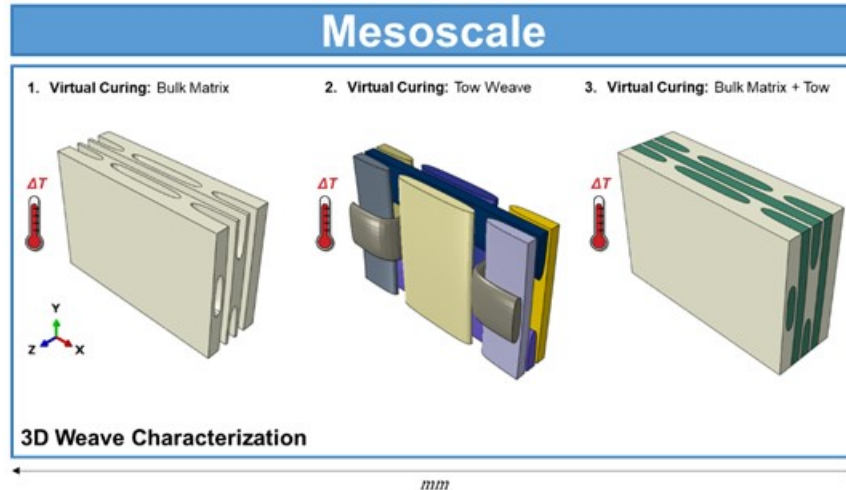 Mesoscale
1. Virtual Curing: Bulk Matrix
2. Virtual Curing: Tow Weave
3. Virtual Curing: Bulk Matrix + Tow
ΔT
ΔT
ΔT
Y
Z
X
3D Weave Characterization
mm